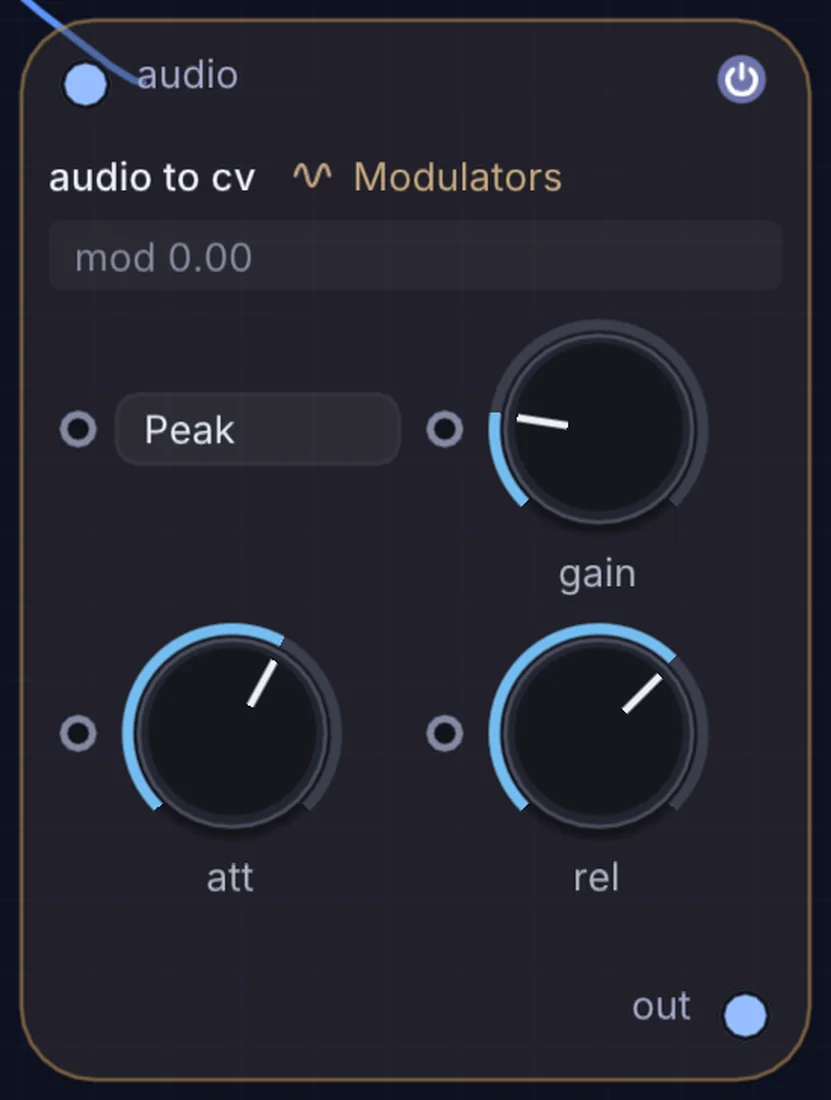 audio
audio to cv Modulators
mod 0.00
Peak
gain
att
rel
out